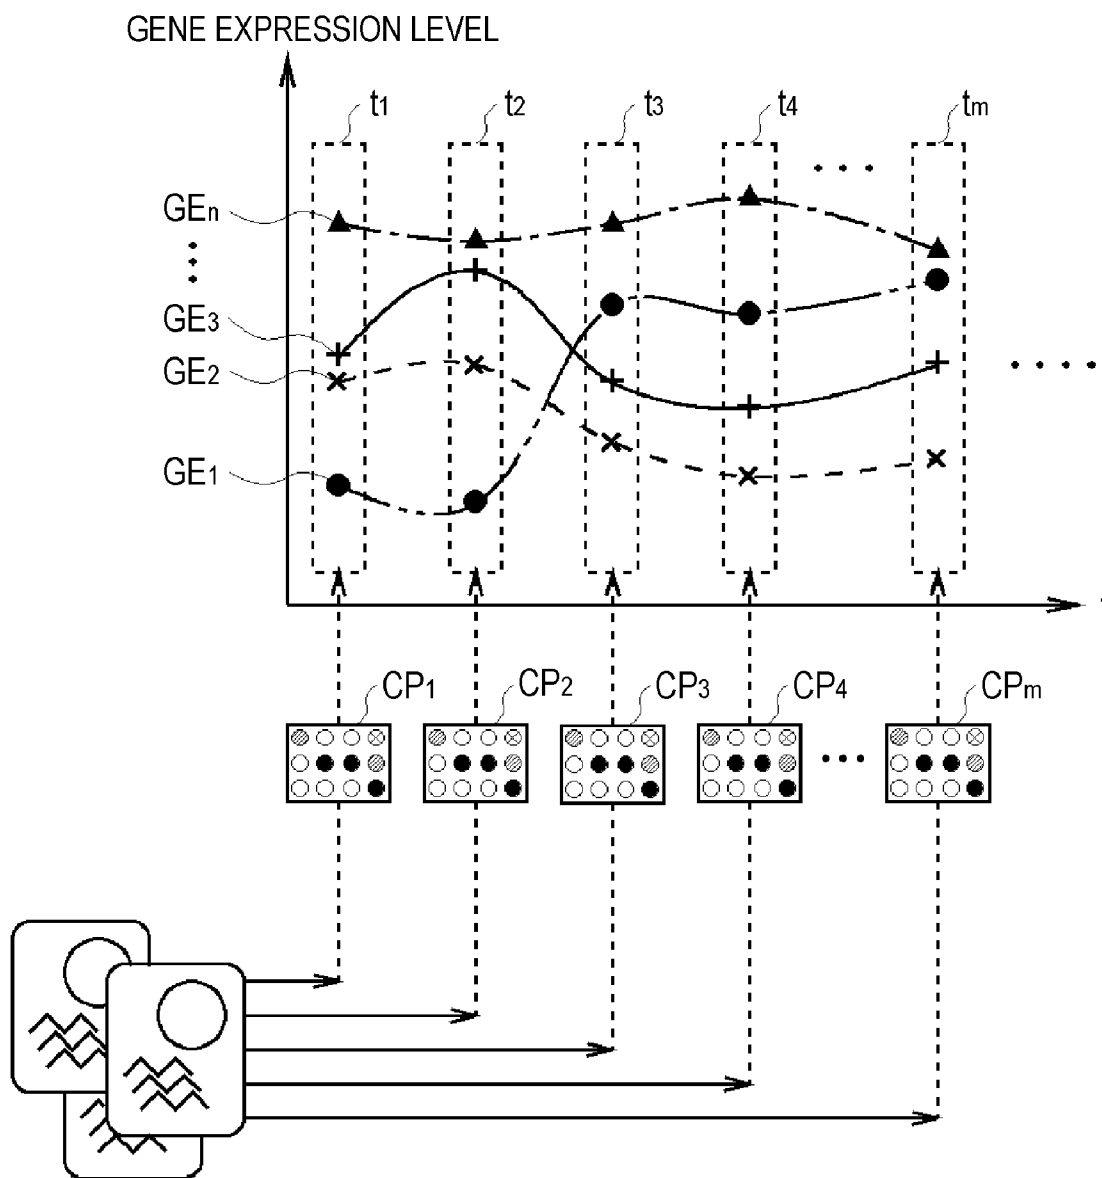 GENE EXPRESSION LEVEL
t1 t2 t3 t4 tm
GEn
GE3
GE2
GE1
CP1 CP2 CP3 CP4 CPm